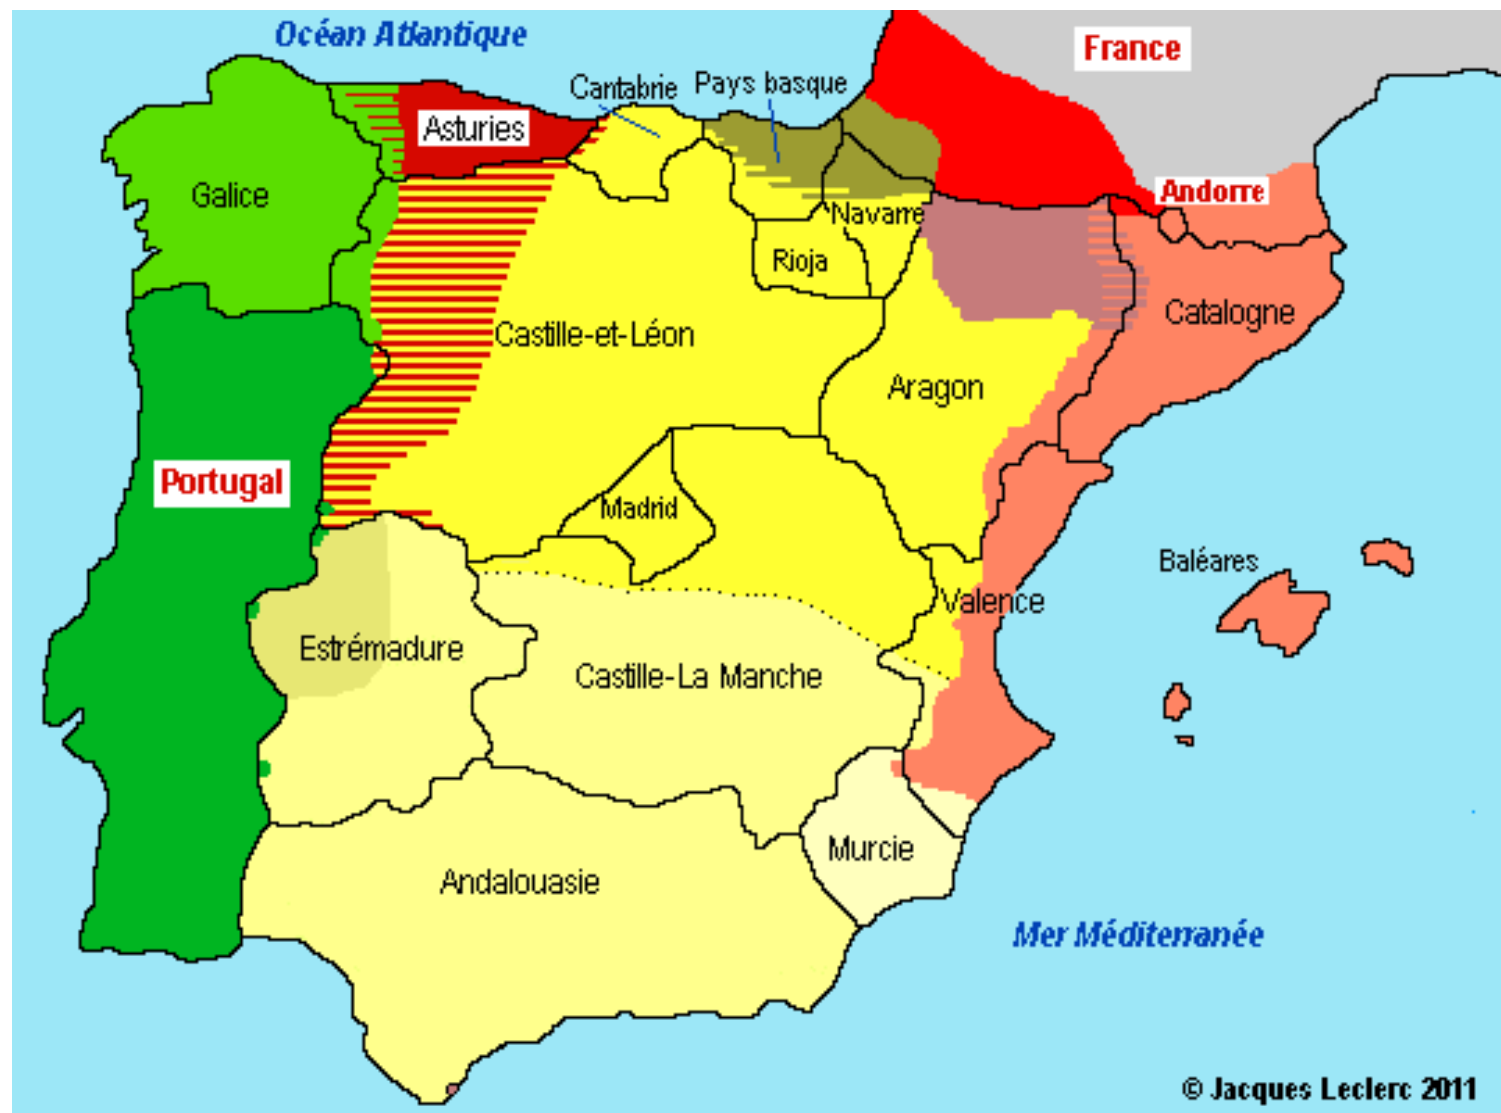 Océan Atlantique
France
Cantabrie
Pays basque
Asturies
Galice
Andorre
Navarre
Rioja
Catalogne
Castille-et-Léon
Aragon
Portugal
Madrid
Baléares
Valence
Estrémadure
Castille-La Manche
Murcie
Andalouasie
Mer Méditerranée
© Jacques Leclerc 2011